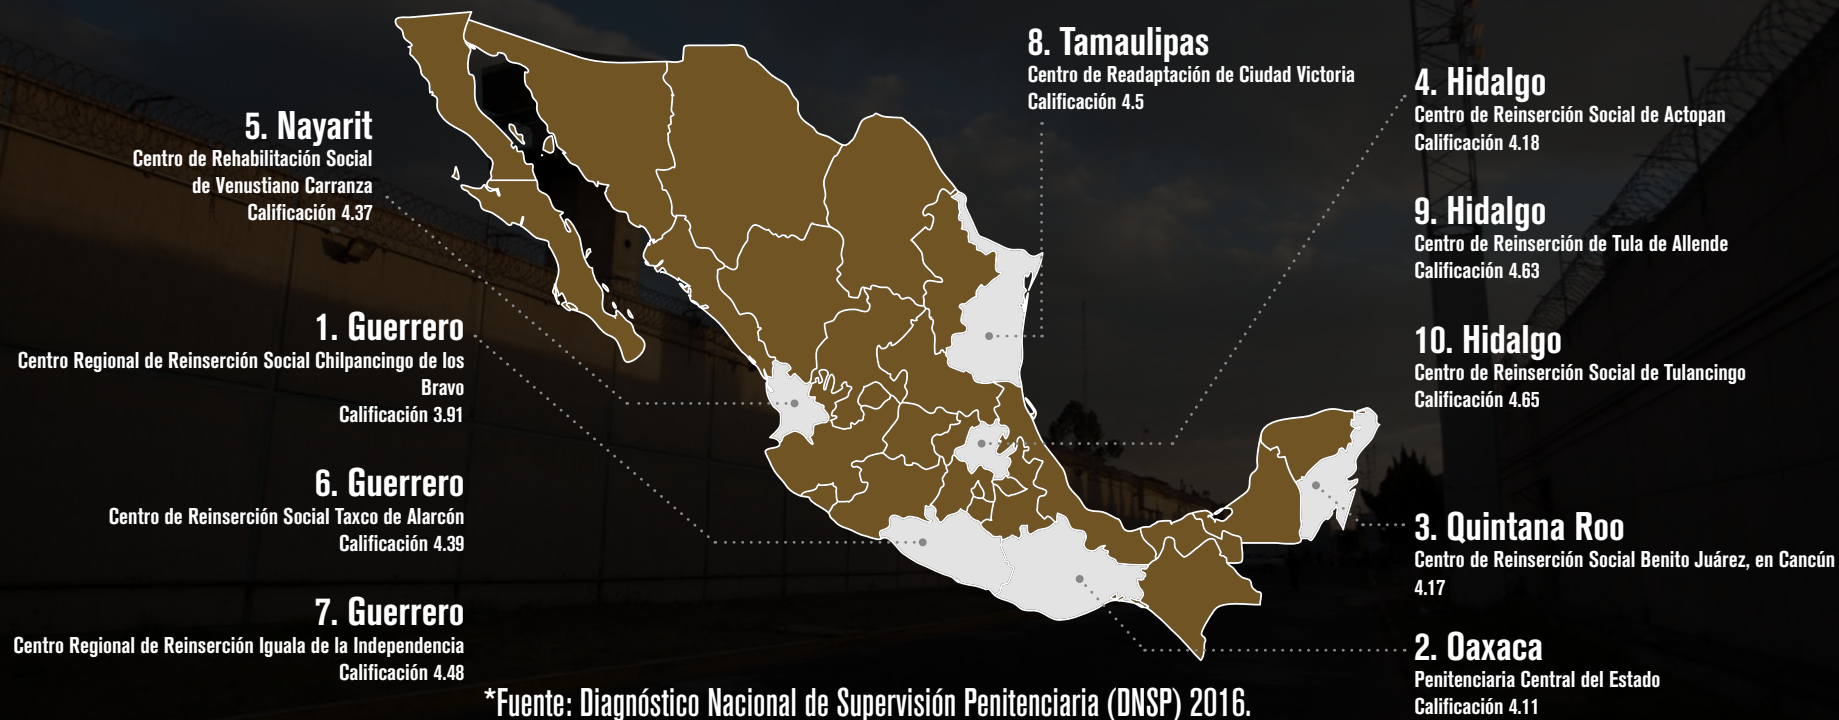 5. Nayarit
Centro de Rehabilitación Social
de Venustiano Carranza
Calificación 4.37
1. Guerrero
Centro Regional de Reinserción Social Chilpancingo de los
Bravo
Calificación 3.91
6. Guerrero
Centro de Reinserción Social Taxco de Alarcón
Calificación 4.39
7. Guerrero
Centro Regional de Reinserción Iguala de la Independencia
Calificación 4.48
8. Tamaulipas
Centro de Readaptación de Ciudad Victoria
Calificación 4.5
4. Hidalgo
Centro de Reinserción Social de Actopan
Calificación 4.18
9. Hidalgo
Centro de Reinserción de Tula de Allende
Calificación 4.63
10. Hidalgo
Centro de Reinserción Social de Tulancingo
Calificación 4.65
3. Quintana Roo
Centro de Reinserción Social Benito Juárez, en Cancún
4.17
2. Oaxaca
Penitenciaria Central del Estado
Calificación 4.11
*Fuente: Diagnóstico Nacional de Supervisión Penitenciaria (DNSP) 2016.